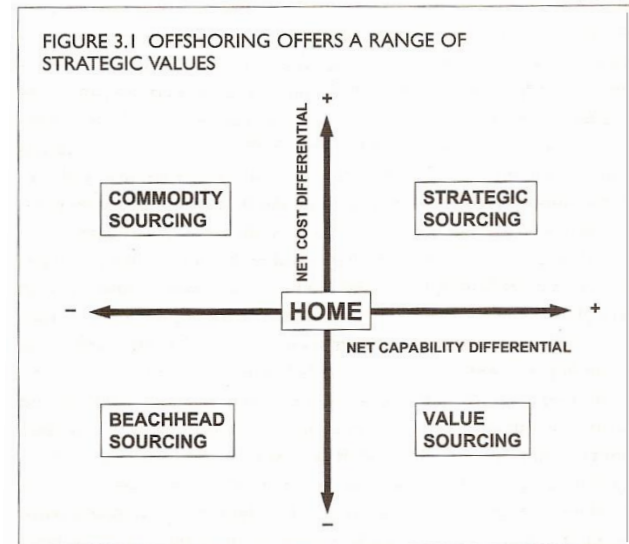 FIGURE 3.1 OFFSHORING OFFERS A RANGE OF
STRATEGIC VALUES
+
NET COST DIFFERENTIAL
COMMODITY
SOURCING
STRATEGIC
SOURCING
–
HOME
+
NET CAPABILITY DIFFERENTIAL
BEACHHEAD
SOURCING
VALUE
SOURCING
–